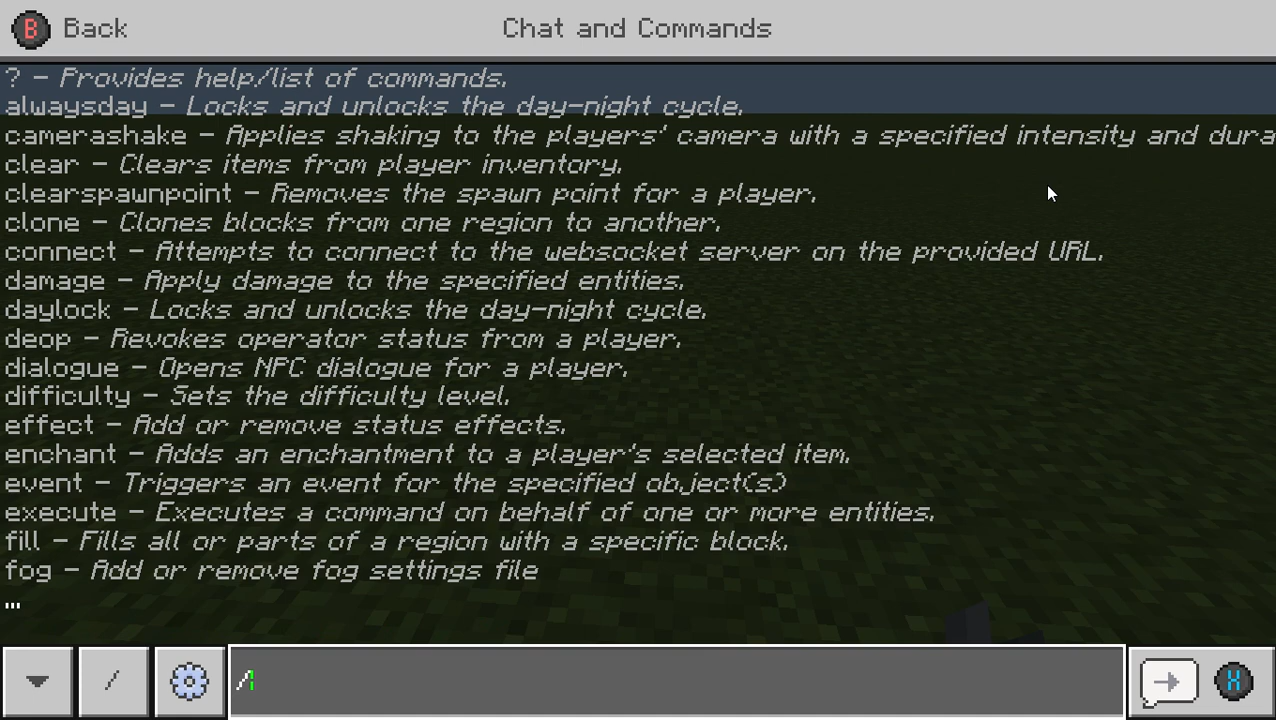 B Back
Chat and Commands
? - Provides help/list of commands.
alwaysday - Locks and unlocks the day-night cycle.
camerashake - Applies shaking to the players' camera with a specified intensity and dura
clear - Clears items from player inventory.
clearspawnpoint - Removes the spawn point for a player.
clone - Clones blocks from one region to another.
connect - Attempts to connect to the websocket server on the provided URL.
damage - Apply damage to the specified entities.
daylock - Locks and unlocks the day-night cycle.
deop - Revokes operator status from a player.
dialogue - Opens NPC dialogue for a player.
difficulty - Sets the difficulty level.
effect - Add or remove status effects.
enchant - Adds an enchantment to a player's selected item.
event - Triggers an event for the specified object(s)
execute - Executes a command on behalf of one or more entities.
fill - Fills all or parts of a region with a specific block.
fog - Add or remove fog settings file
...
/
/
X